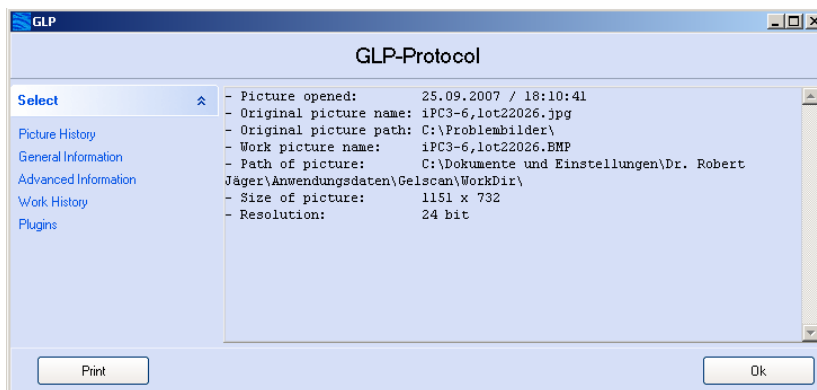 GLP
GLP-Protocol
Select
Picture History
General Information
Advanced Information
Work History
Plugins
- Picture opened: 25.09.2007 / 18:10:41
- Original picture name: iPC3-6,lot22026.jpg
- Original picture path: C:\Problembilder\
- Work picture name: iPC3-6,lot22026.BMP
- Path of picture: C:\Dokumente und Einstellungen\Dr. Robert
Jäger\Anwendungsdaten\Gelscan\WorkDir\
- Size of picture: 1151 x 732
- Resolution: 24 bit
Print
Ok